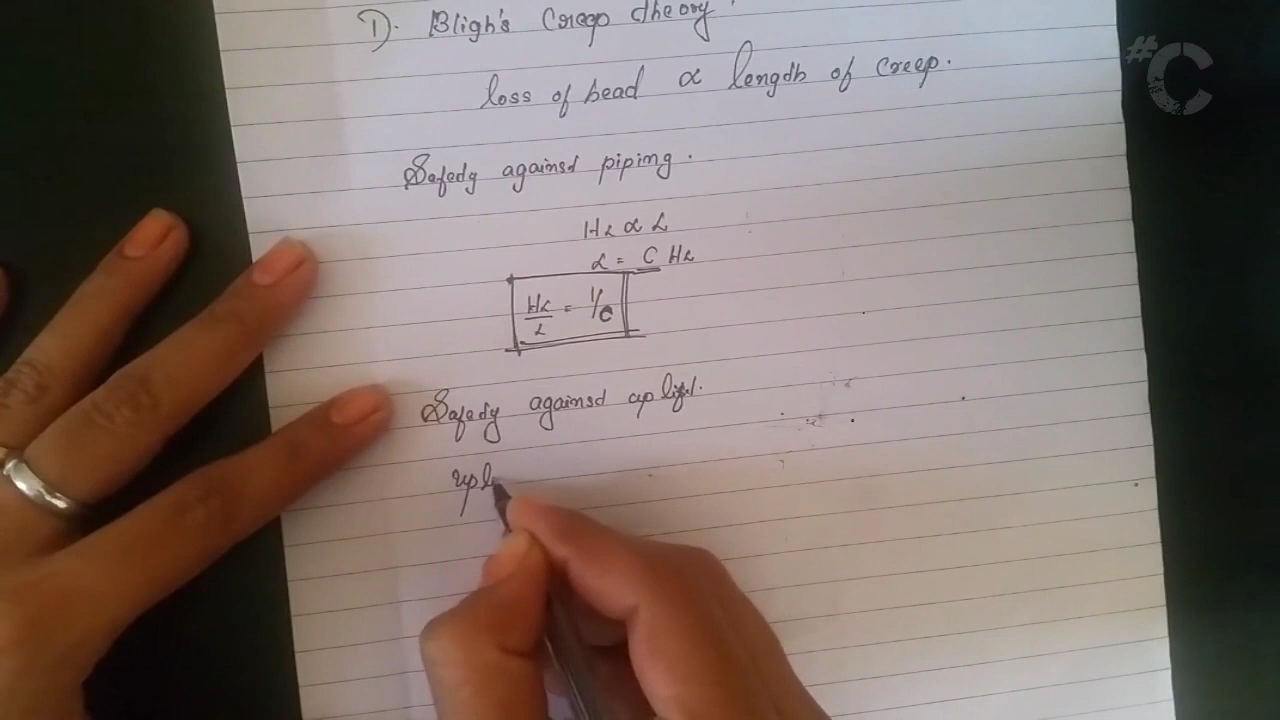 1). Bligh's Creep theory.
loss of head ∝ length of creep.
Safety against piping.
HL ∝ L
L = C HL
HL/L = 1/C
Safety against uplift.
upl
#C